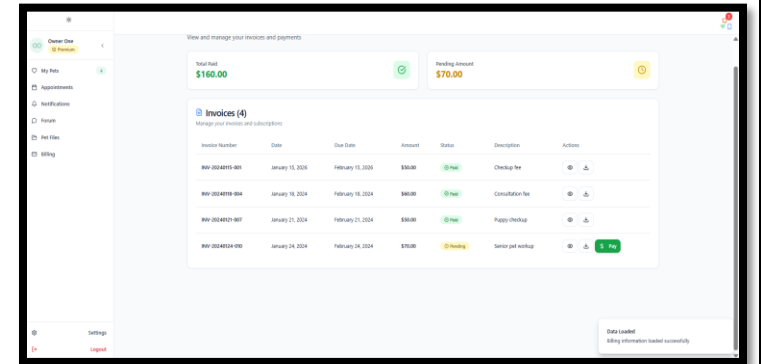 Owner One
Premium
My Pets 4
Appointments
Notifications
Forum
Pet Files
Billing
Settings
Logout
View and manage your invoices and payments
Total Paid
$160.00
Pending Amount
$70.00
Invoices (4)
Manage your invoices and subscriptions
Invoice Number Date Due Date Amount Status Description Actions
INV-20240115-001 January 15, February 15, $50.00 Paid Checkup fee
INV-20240118-004 January 18, 2024 February 18, 2024 $60.00 Paid Consultation fee
INV-20240121-007 January 21, 2024 February 21, 2024 $50.00 Paid Puppy checkup
INV-20240124-010 January 24, 2024 February 24, 2024 $70.00 Pending Senior pet workup $ Pay
Data Loaded
Billing information loaded successfully